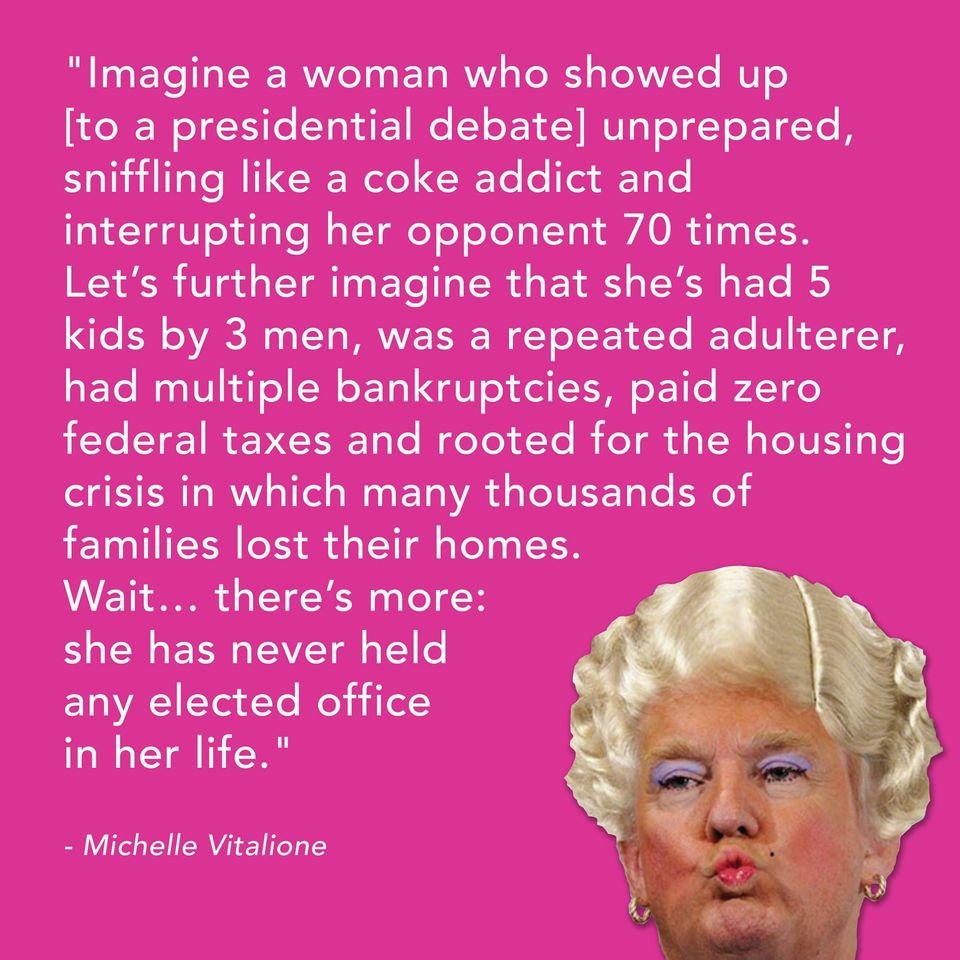 "Imagine a woman who showed up
[to a presidential debate] unprepared,
sniffling like a coke addict and
interrupting her opponent 70 times.
Let’s further imagine that she’s had 5
kids by 3 men, was a repeated adulterer,
had multiple bankruptcies, paid zero
federal taxes and rooted for the housing
crisis in which many thousands of
families lost their homes.
Wait... there’s more:
she has never held
any elected office
in her life."
- Michelle Vitalione